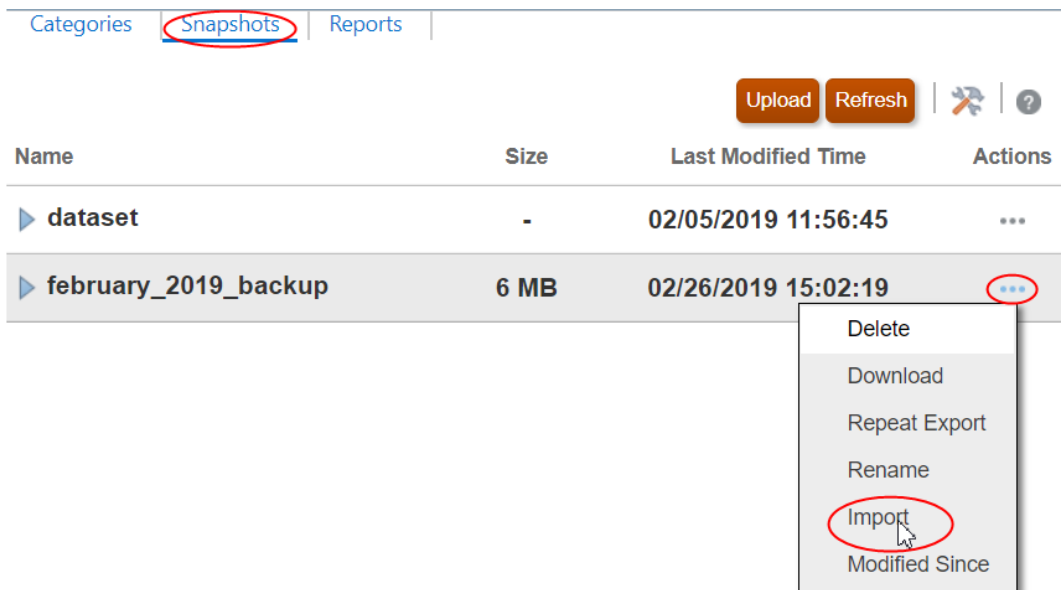 Categories Snapshots Reports
Upload Refresh ?
Name Size Last Modified Time Actions
dataset - 02/05/2019 11:56:45
february_2019_backup 6 MB 02/26/2019 15:02:19
Delete
Download
Repeat Export
Rename
Import
Modified Since